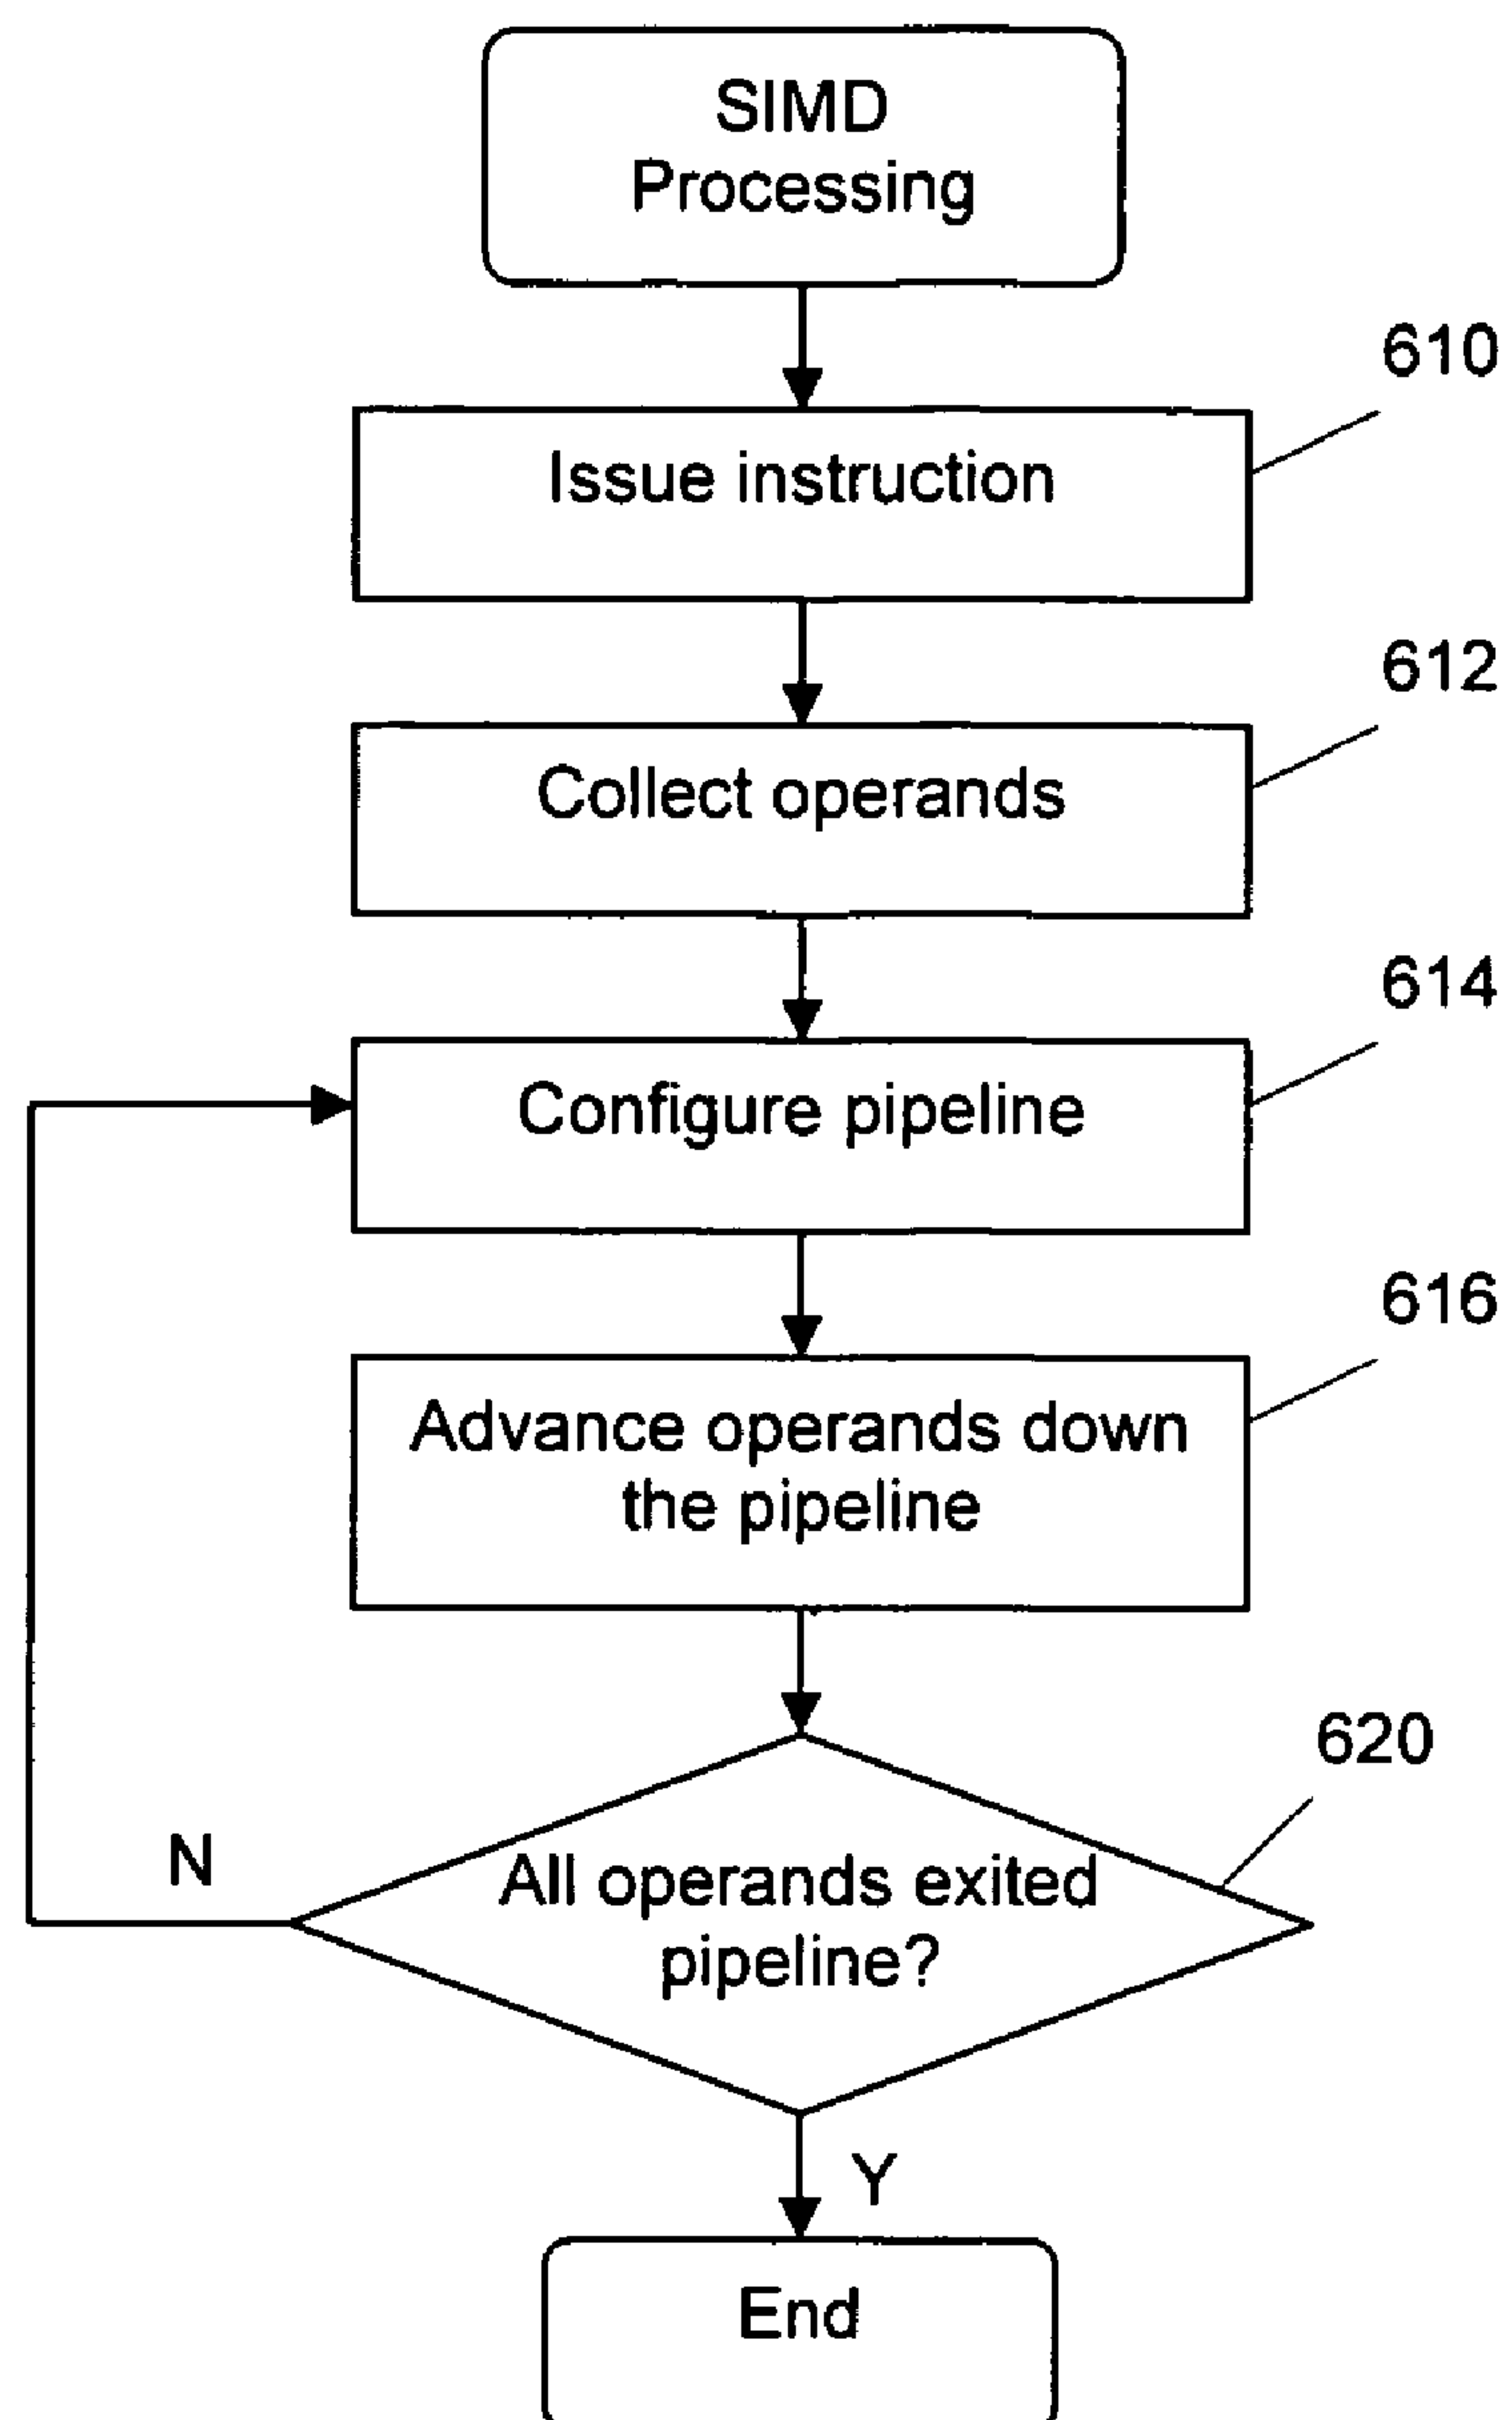 SIMD
Processing
610
Issue instruction
612
Collect operands
614
Configure pipeline
616
Advance operands down
the pipeline
620
N
All operands exited
pipeline?
Y
End